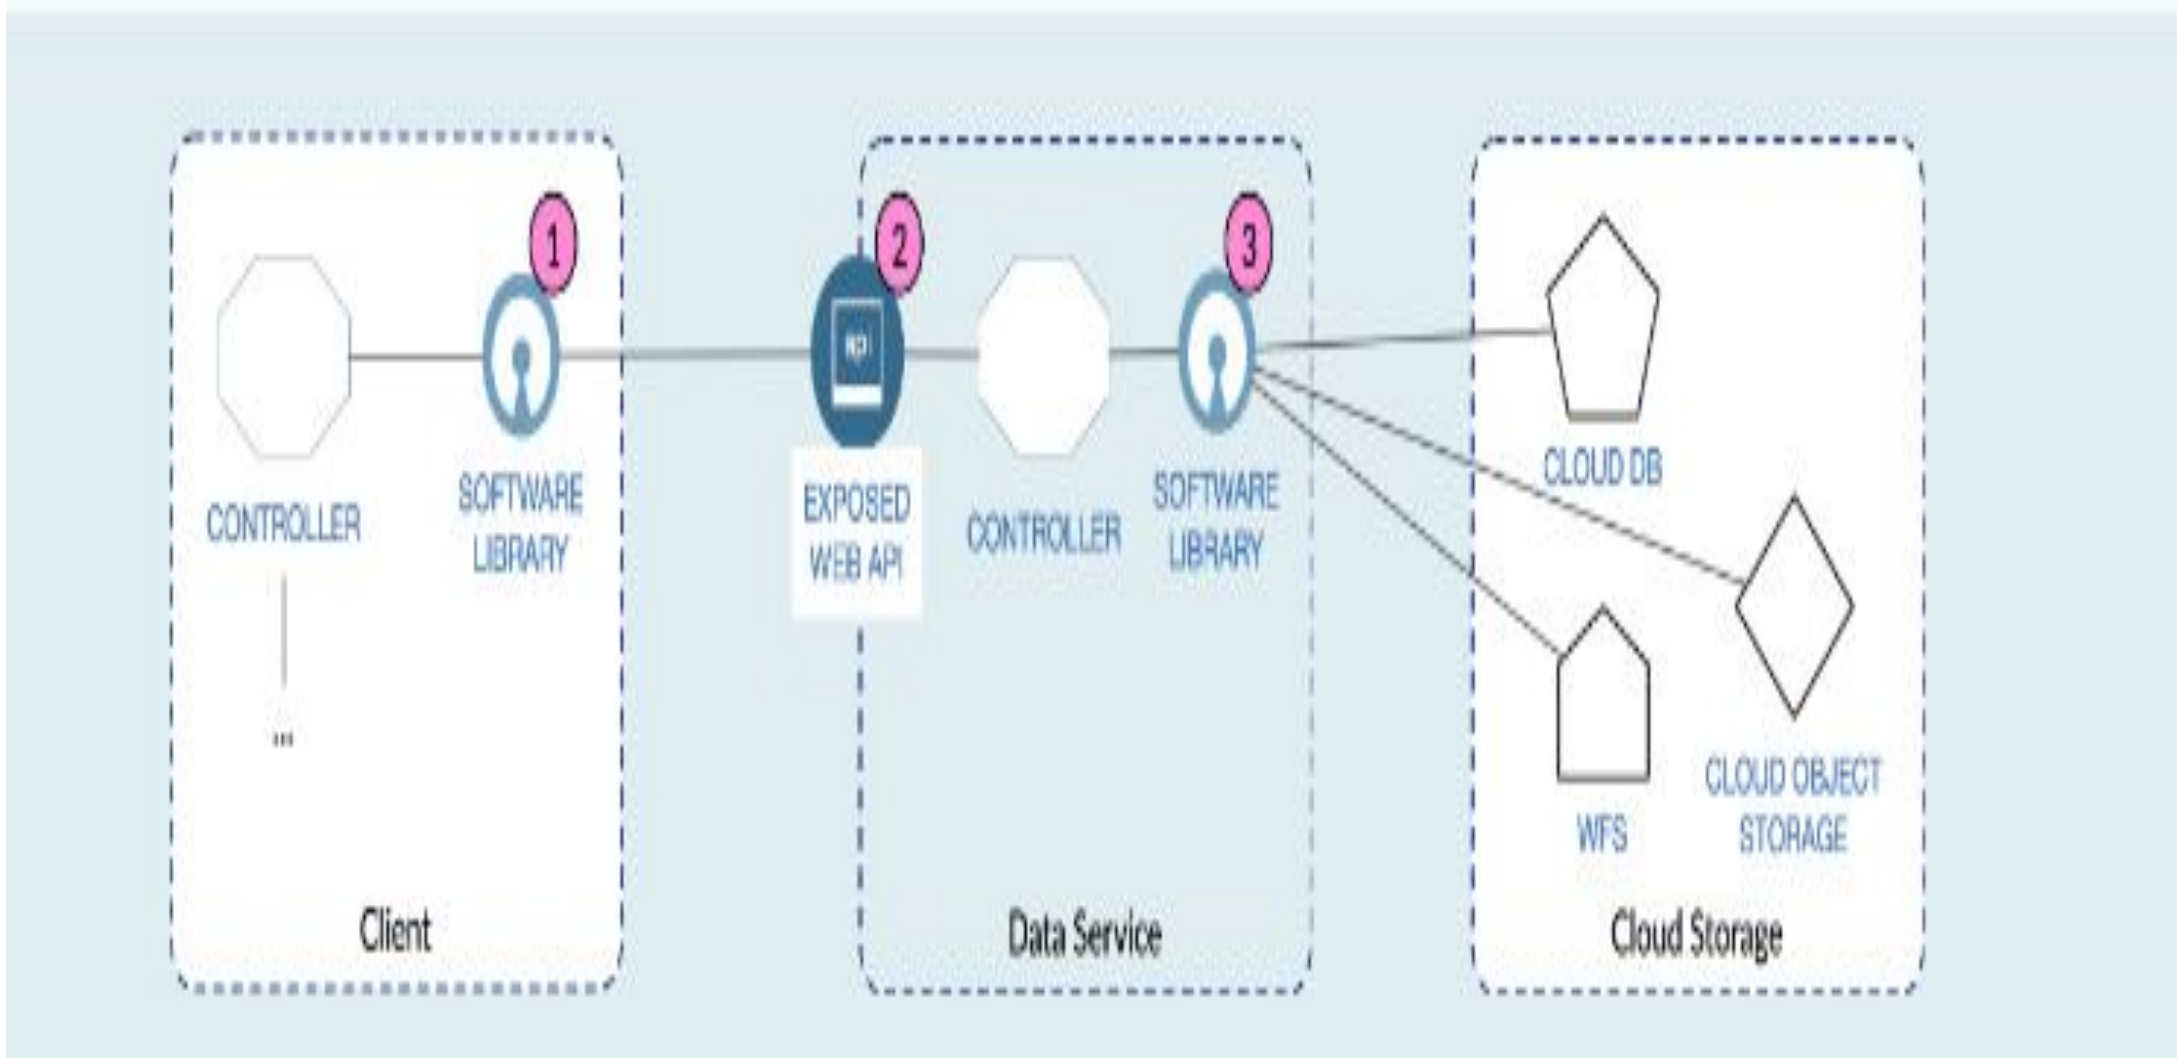 1
2
3
api
CONTROLLER
SOFTWARE
LIBRARY
...
Client
EXPOSED
WEB API
CONTROLLER
SOFTWARE
LIBRARY
Data Service
CLOUD DB
WFS
CLOUD OBJECT
STORAGE
Cloud Storage